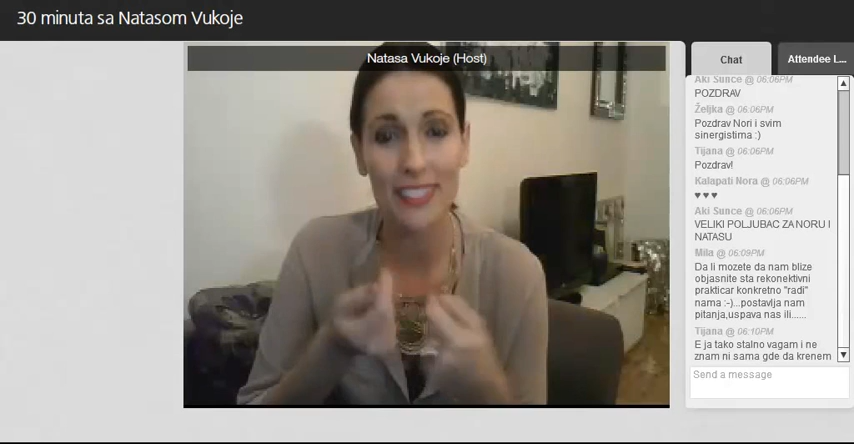 30 minuta sa Natasom Vukoje
Natasa Vukoje (Host)
Chat
Attendee L...
Aki Sunce @ 06:06PM
POZDRAV
Željka @ 06:06PM
Pozdrav Nori i svim
sinergistima :)
Tijana @ 06:06PM
Pozdrav!
Kalapati Nora @ 06:06PM
♥ ♥ ♥
Aki Sunce @ 06:06PM
VELIKI POLJUBAC ZA NORU I
NATASU
Mila @ 06:09PM
Da li mozete da nam blize
objasnite sta rekonektivni
prakticar konkretno "radi"
nama :-)...postavlja nam
pitanja,uspava nas ili......
Tijana @ 06:10PM
E ja tako stalno vagam i ne
znam ni sama gde da krenem
Send a message